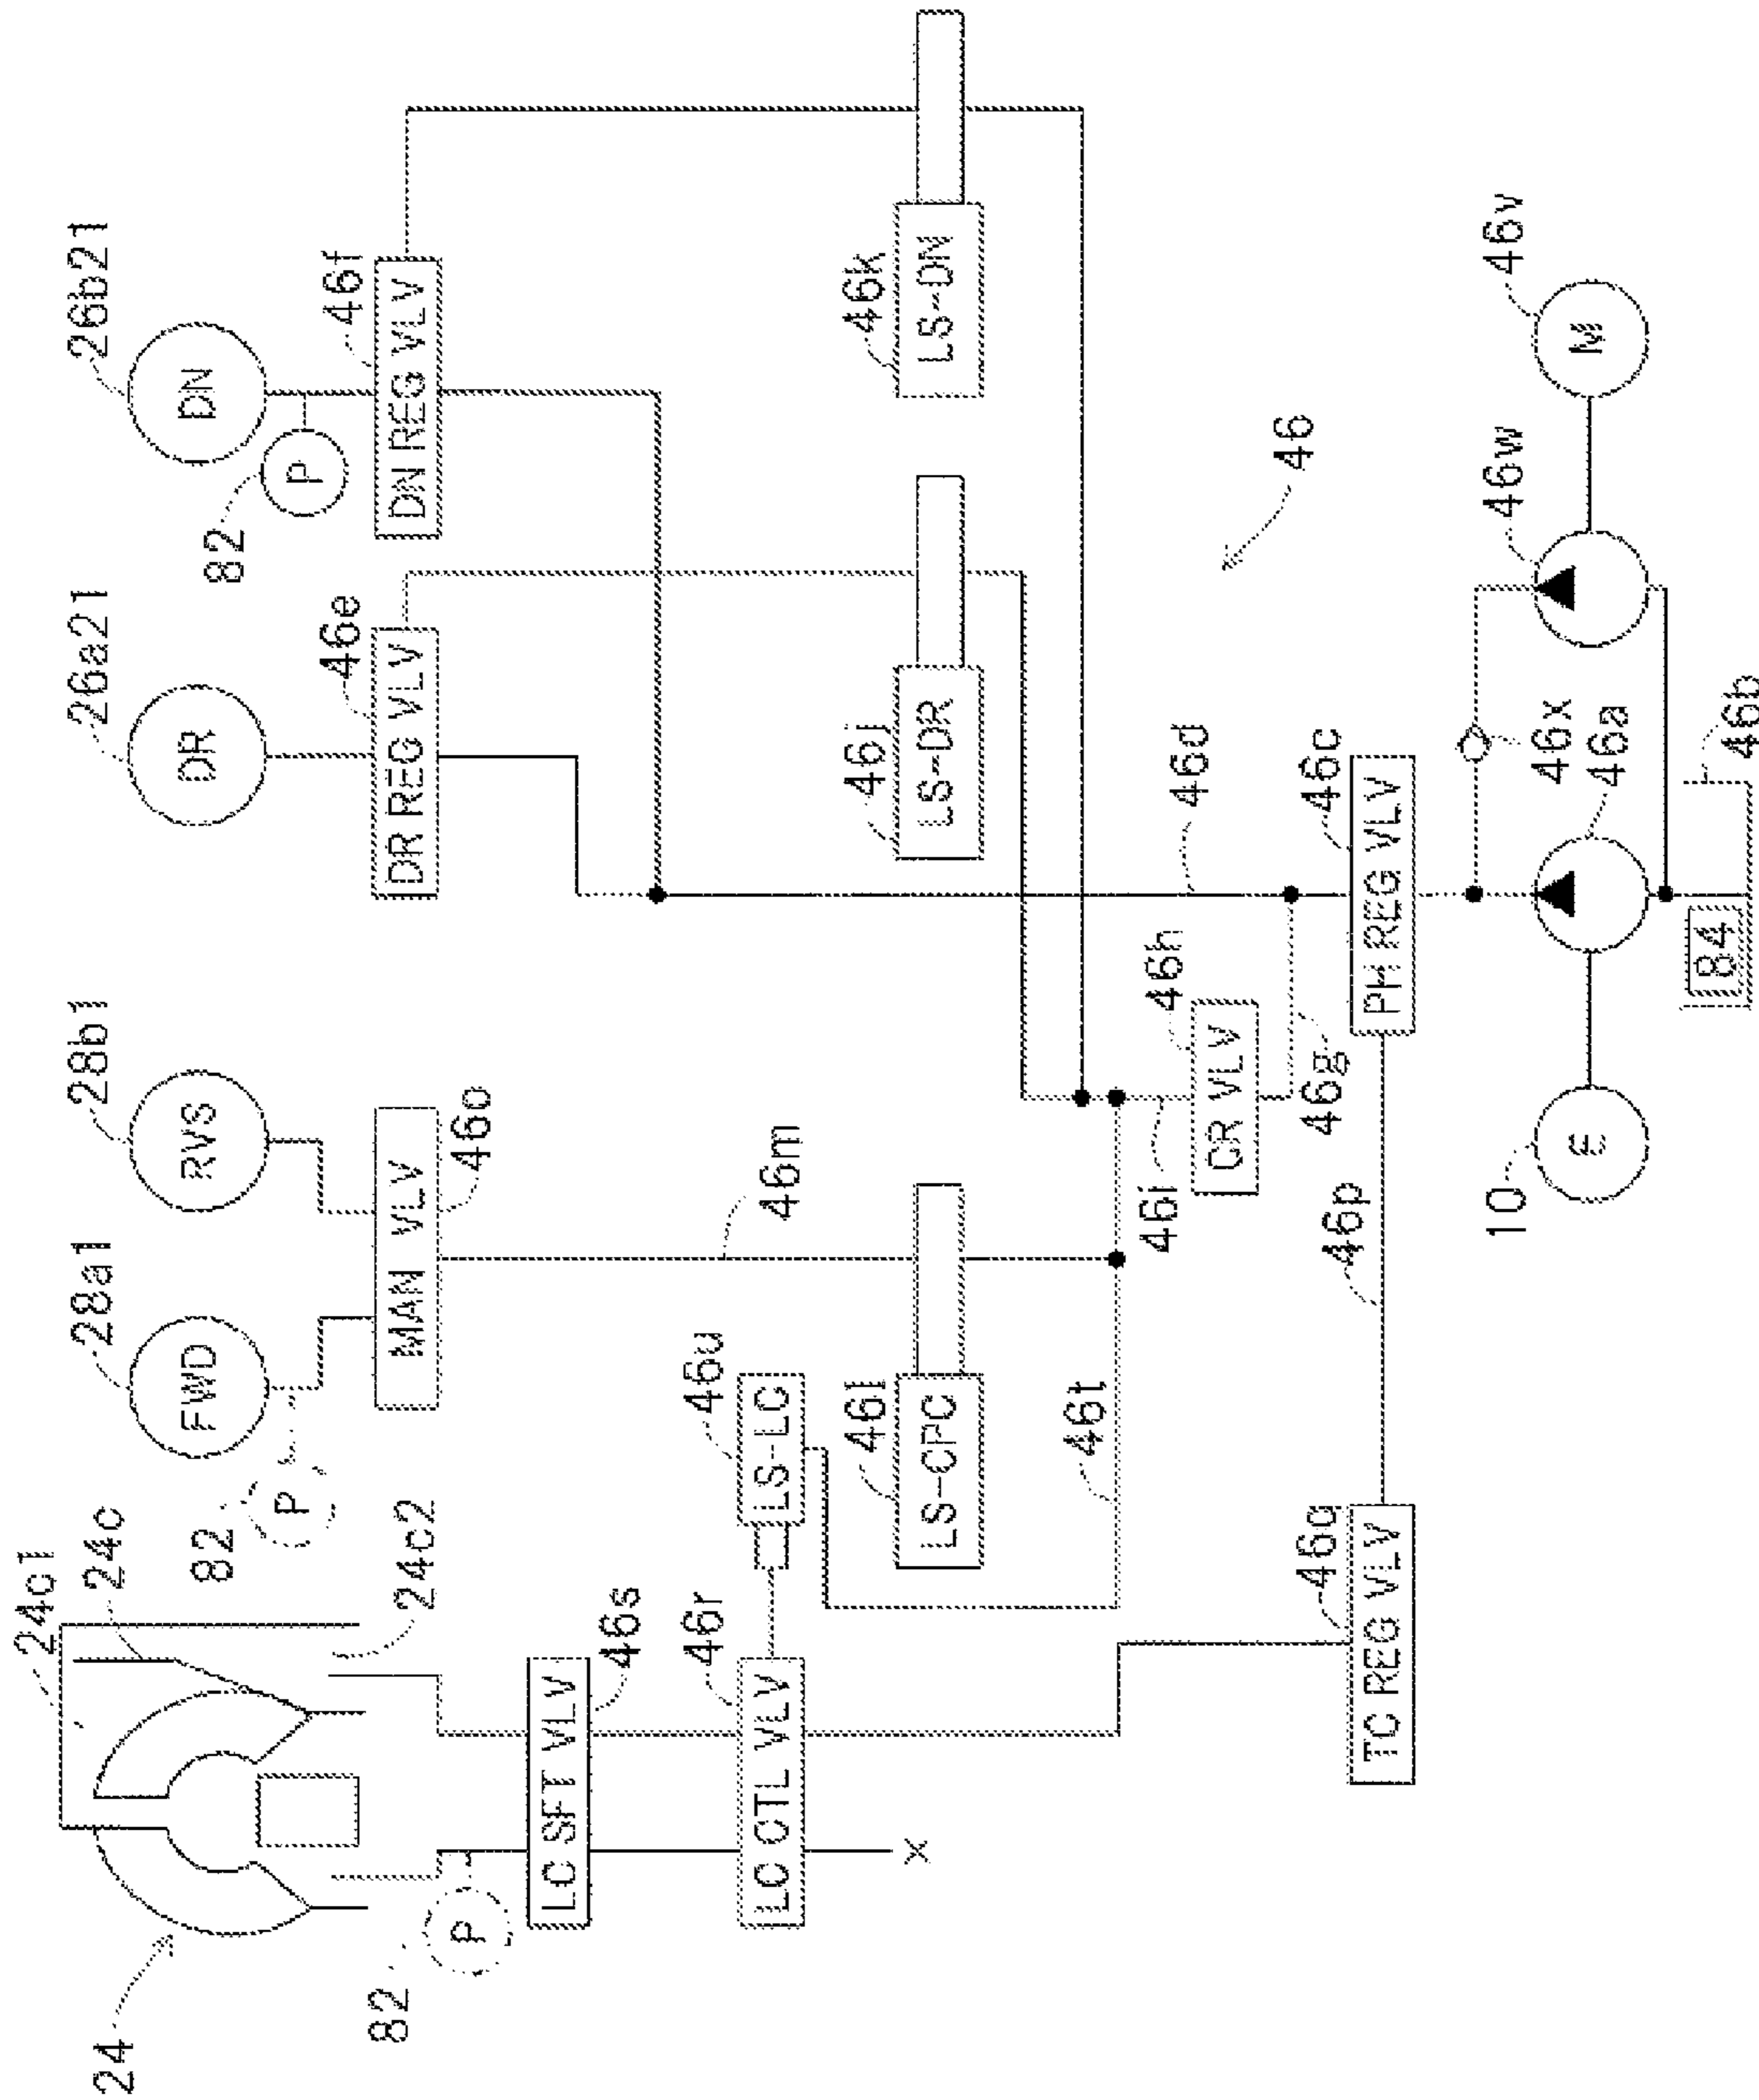 24
24c1
24c
24c2
82
P
28a1
FWD
28b1
RVS
26a21
DR
26b21
DN
82
P
82
P
MAN VLV
46o
DR REG VLV
46e
DN REG VLV
46f
LC SFT VLV
46s
LC CTL VLV
46r
LS-LC
46u
LS-CPC
46l
46m
LS-DR
46j
LS-DN
46k
X
46t
46i
CR VLV
46h
46g
46d
46
TC REG VLV
46q
46p
PH REG VLV
46c
10
E
46x
46a
46w
M
46v
84
46b